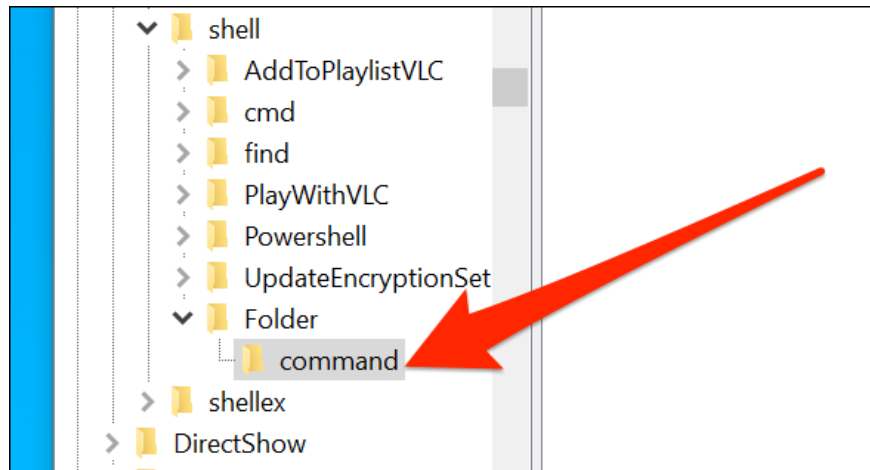 shell
AddToPlaylistVLC
cmd
find
PlayWithVLC
Powershell
UpdateEncryptionSet
Folder
command
shellex
DirectShow